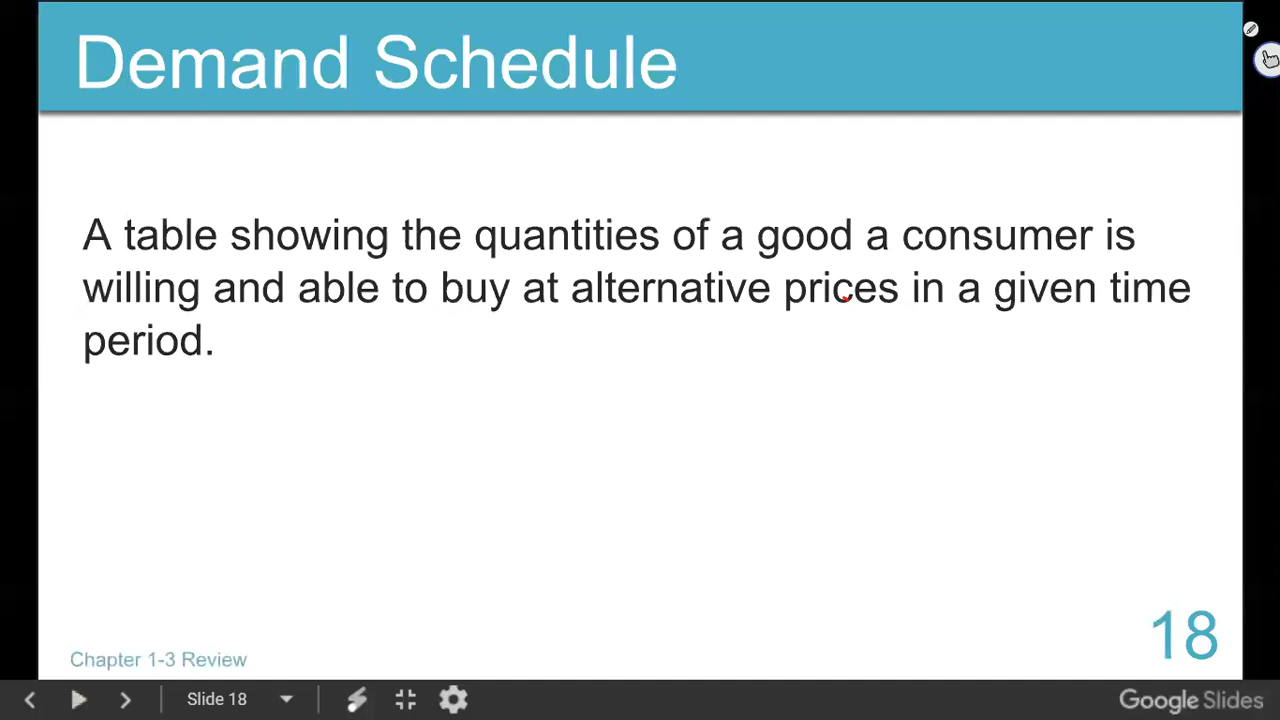 Demand Schedule
A table showing the quantities of a good a consumer is
willing and able to buy at alternative prices in a given time
period.
18
Chapter 1-3 Review
Slide 18
Google Slides